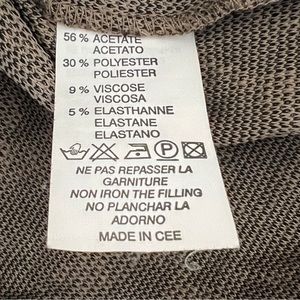 56 % ACETATE
ACETATO
30 % POLYESTER
POLIESTER
9 % VISCOSE
VISCOSA
5 % ELASTHANNE
ELASTANE
ELASTANO
NE PAS REPASSER LA
GARNITURE
NON IRON THE FILLING
NO PLANCHAR LA
ADORNO
MADE IN CEE